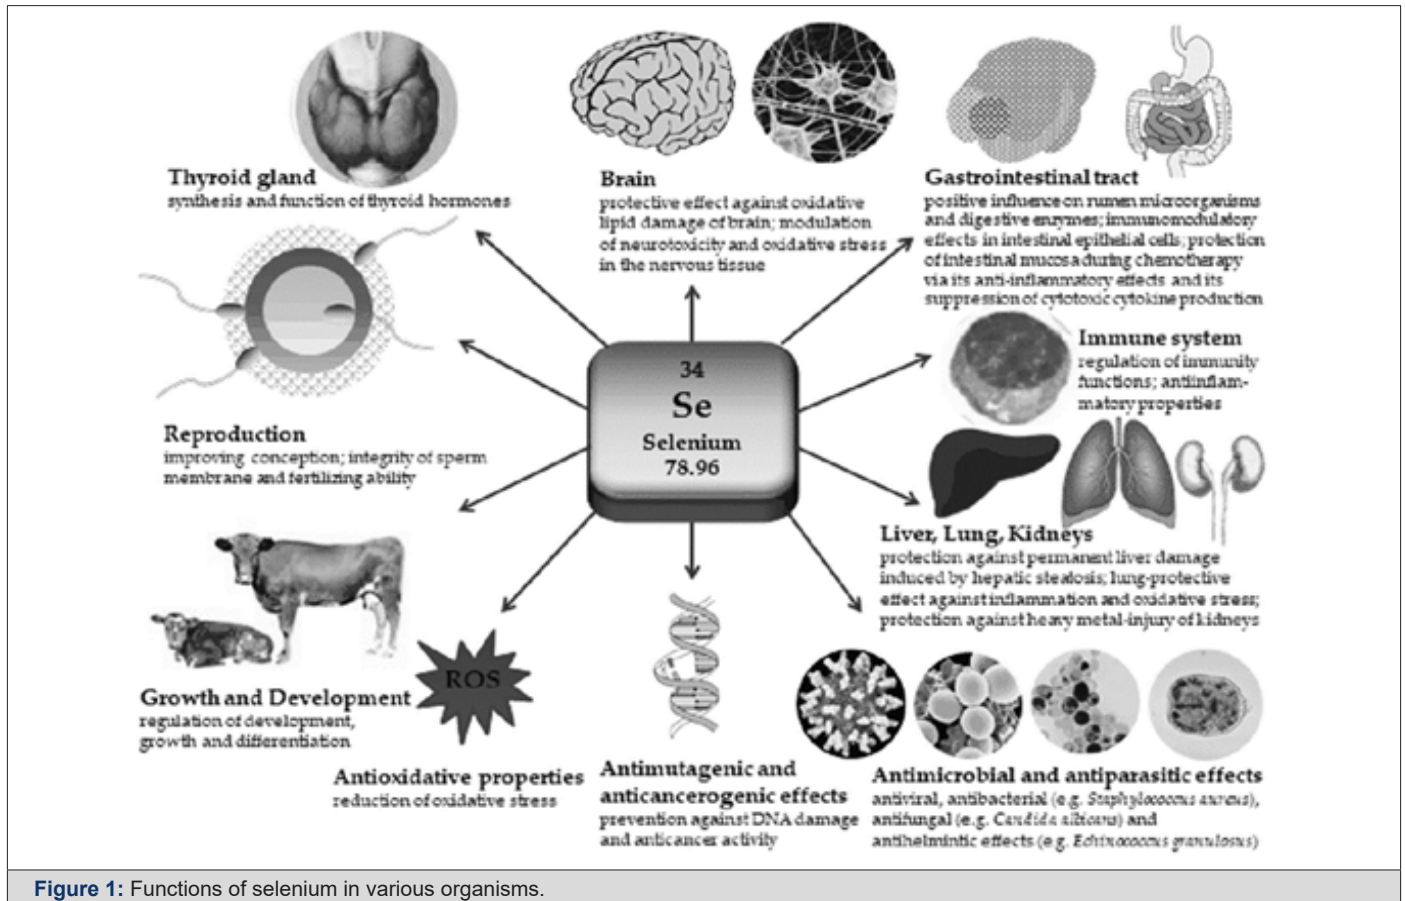 Thyroid gland
synthesis and function of thyroid hormones
Brain
protective effect against oxidative
lipid damage of brain; modulation
of neurotoxicity and oxidative stress
in the nervous tissue
Gastrointestinal tract
positive influence on rumen microorganisms
and digestive enzymes; immunomodulatory
effects in intestinal epithelial cells; protection
of intestinal mucosa during chemotherapy
via its anti-inflammatory effects and its
suppression of cytotoxic cytokine production
Immune system
regulation of immunity
functions; antiinflam-
matory properties
34
Se
Selenium
78.96
Reproduction
improving conception; integrity of sperm
membrane and fertilizing ability
Liver, Lung, Kidneys
protection against permanent liver damage
induced by hepatic steatosis; lung-protective
effect against inflammation and oxidative stress;
protection against heavy metal-injury of kidneys
Growth and Development
regulation of development,
growth and differentiation
ROS
Antioxidative properties
reduction of oxidative stress
Antimutagenic and
anticancerogenic effects
prevention against DNA damage
and anticancer activity
Antimicrobial and antiparasitic effects
antiviral, antibacterial (e.g. Staphylococcus aureus),
antifungal (e.g. Candida albicans) and
antihelmintic effects (e.g. Echinococcus granulosus)
Figure 1: Functions of selenium in various organisms.